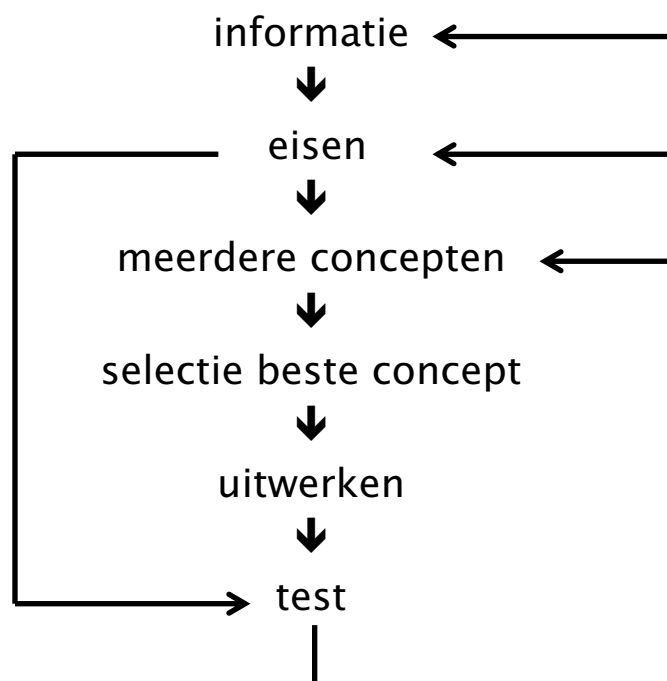 informatie
eisen
meerdere concepten
selectie beste concept
uitwerken
test